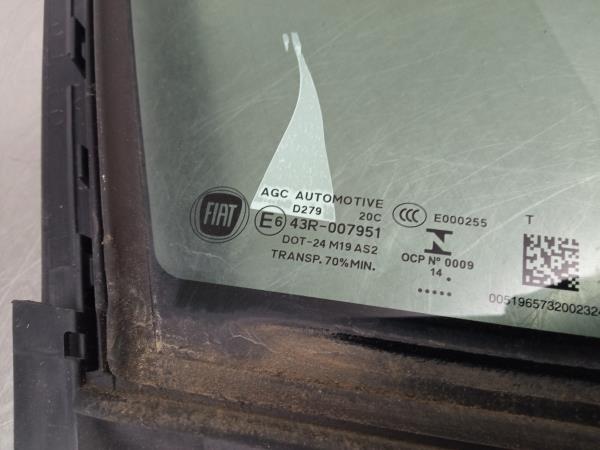 FIAT
AGC AUTOMOTIVE
D279 20C
E6 43R-007951
DOT-24 M19 AS2
TRANSP. 70%MIN.
CCC E000255
OCP Nº 0009
14
T